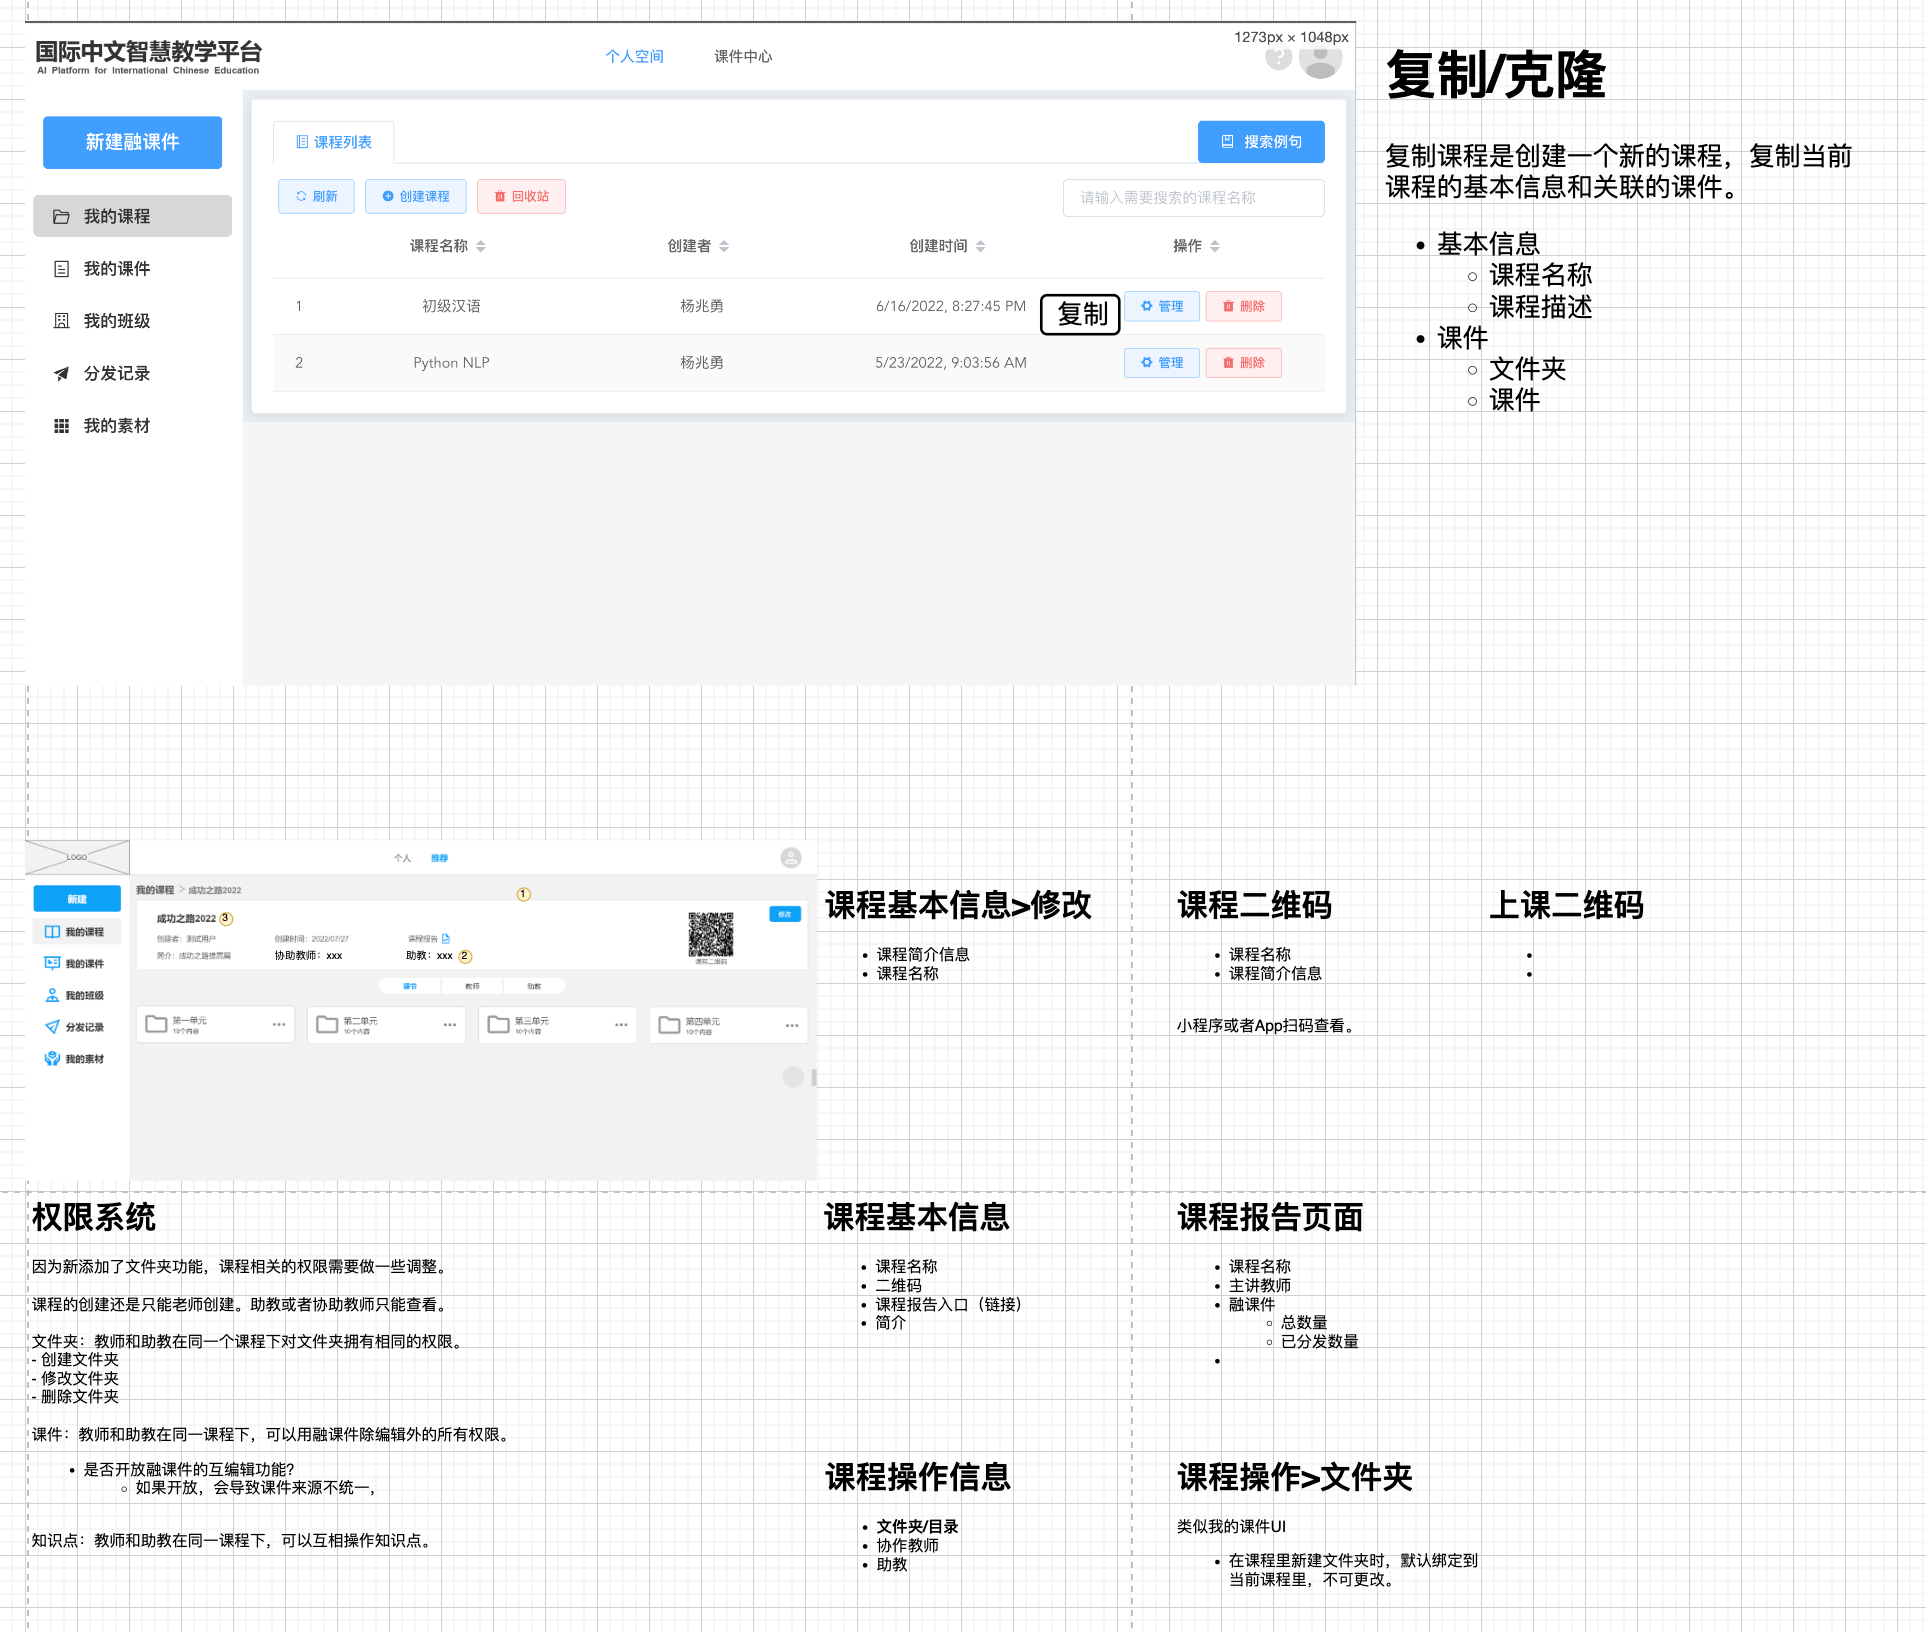 1273px × 1048px
国际中文智慧教学平台
AI Platform for International Chinese Education
个人空间
课件中心
?
新建融课件
我的课程
我的课件
我的班级
分发记录
我的素材
课程列表
搜索例句
刷新
创建课程
回收站
请输入需要搜索的课程名称
课程名称 创建者 创建时间 操作
1 初级汉语 杨兆勇 6/16/2022, 8:27:45 PM 复制 管理 删除
2 Python NLP 杨兆勇 5/23/2022, 9:03:56 AM 管理 删除
复制/克隆
复制课程是创建一个新的课程，复制当前
课程的基本信息和关联的课件。
• 基本信息
◦ 课程名称
◦ 课程描述
• 课件
◦ 文件夹
◦ 课件
LOGO
个人 推荐
新建
我的课程
我的课件
我的班级
分发记录
我的素材
我的课程 > 成功之路2022
1
成功之路2022 3
修改
创建者：测试用户 创建时间：2022/07/27 课程报告
简介：成功之路提高篇 协助教师：xxx 助教：xxx 2
课程二维码
课节 教师 助教
第一单元
10个内容
第二单元
10个内容
第三单元
10个内容
第四单元
10个内容
课程基本信息>修改
• 课程简介信息
• 课程名称
课程二维码
• 课程名称
• 课程简介信息
小程序或者App扫码查看。
上课二维码
•
•
权限系统
因为新添加了文件夹功能，课程相关的权限需要做一些调整。
课程的创建还是只能老师创建。助教或者协助教师只能查看。
文件夹：教师和助教在同一个课程下对文件夹拥有相同的权限。
- 创建文件夹
- 修改文件夹
- 删除文件夹
课件：教师和助教在同一课程下，可以用融课件除编辑外的所有权限。
• 是否开放融课件的互编辑功能?
◦ 如果开放，会导致课件来源不统一，
知识点：教师和助教在同一课程下，可以互相操作知识点。
课程基本信息
• 课程名称
• 二维码
• 课程报告入口（链接）
• 简介
课程报告页面
• 课程名称
• 主讲教师
• 融课件
◦ 总数量
◦ 已分发数量
•
课程操作信息
• 文件夹/目录
• 协作教师
• 助教
课程操作>文件夹
类似我的课件UI
• 在课程里新建文件夹时，默认绑定到
当前课程里，不可更改。